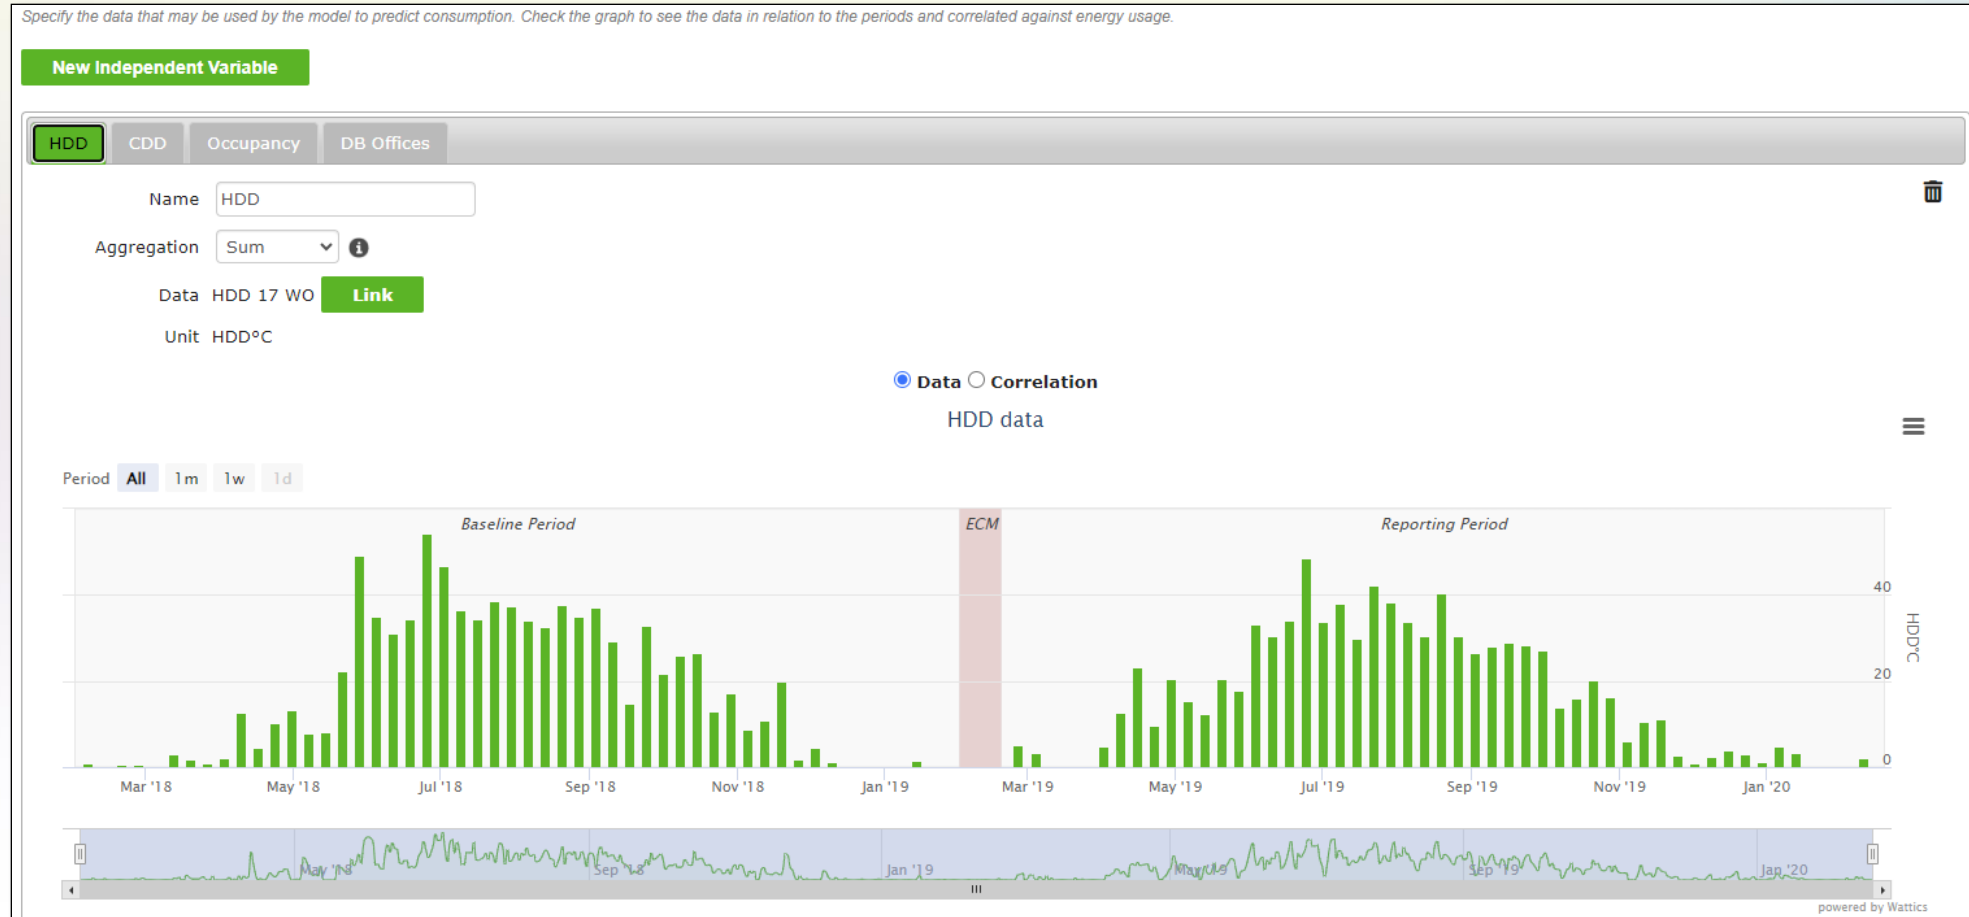 Specify the data that may be used by the model to predict consumption. Check the graph to see the data in relation to the periods and correlated against energy usage.
New Independent Variable
HDD CDD Occupancy DB Offices
Name HDD
Aggregation Sum
Data HDD 17 WO Link
Unit HDD°C
Data Correlation
HDD data
Period All 1m 1w 1d
Baseline Period ECM Reporting Period
40
HDD°C
20
0
Mar '18 May '18 Jul '18 Sep '18 Nov '18 Jan '19 Mar '19 May '19 Jul '19 Sep '19 Nov '19 Jan '20
May '18 Sep '18 Jan '19 May '19 Sep '19 Jan '20
powered by Wattics